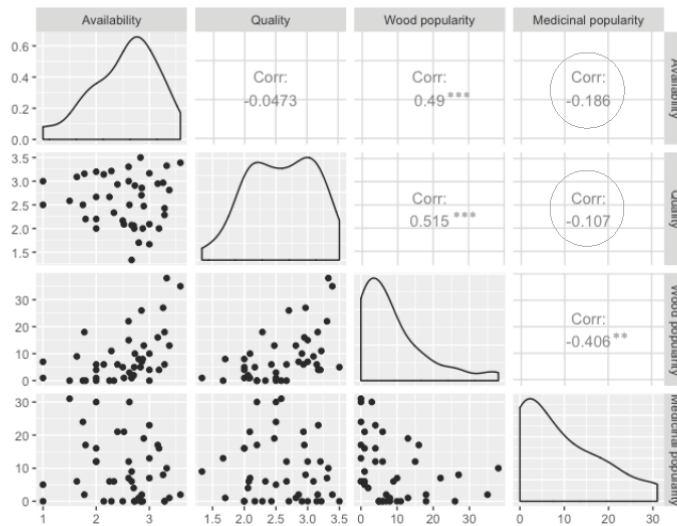 Availability Quality Wood popularity Medicinal popularity
0.6
0.4
0.2
0.0
Corr:
-0.0473
Corr:
0.49***
Corr:
-0.186
Availability
3.5
3.0
2.5
2.0
1.5
Corr:
0.515 ***
Corr:
-0.107
Quality
30
20
10
0
Corr:
-0.406**
Wood popularity
30
20
10
0
Medicinal popularity
1 2 3 1.5 2.0 2.5 3.0 3.5 0 10 20 30 0 10 20 30